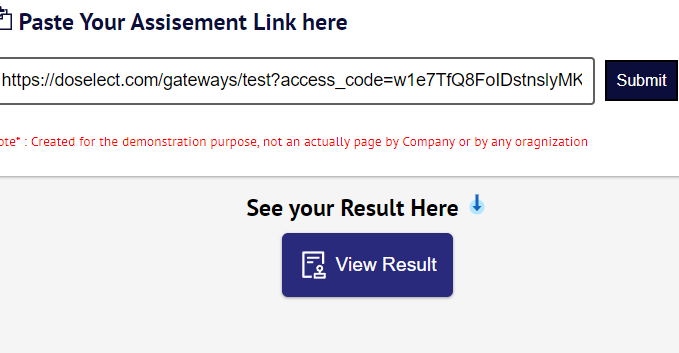 Paste Your Assisement Link here
https://doselect.com/gateways/test?access_code=w1e7TfQ8FoIDstnslyMK
Submit
ote* : Created for the demonstration purpose, not an actually page by Company or by any oragnization
See your Result Here
View Result